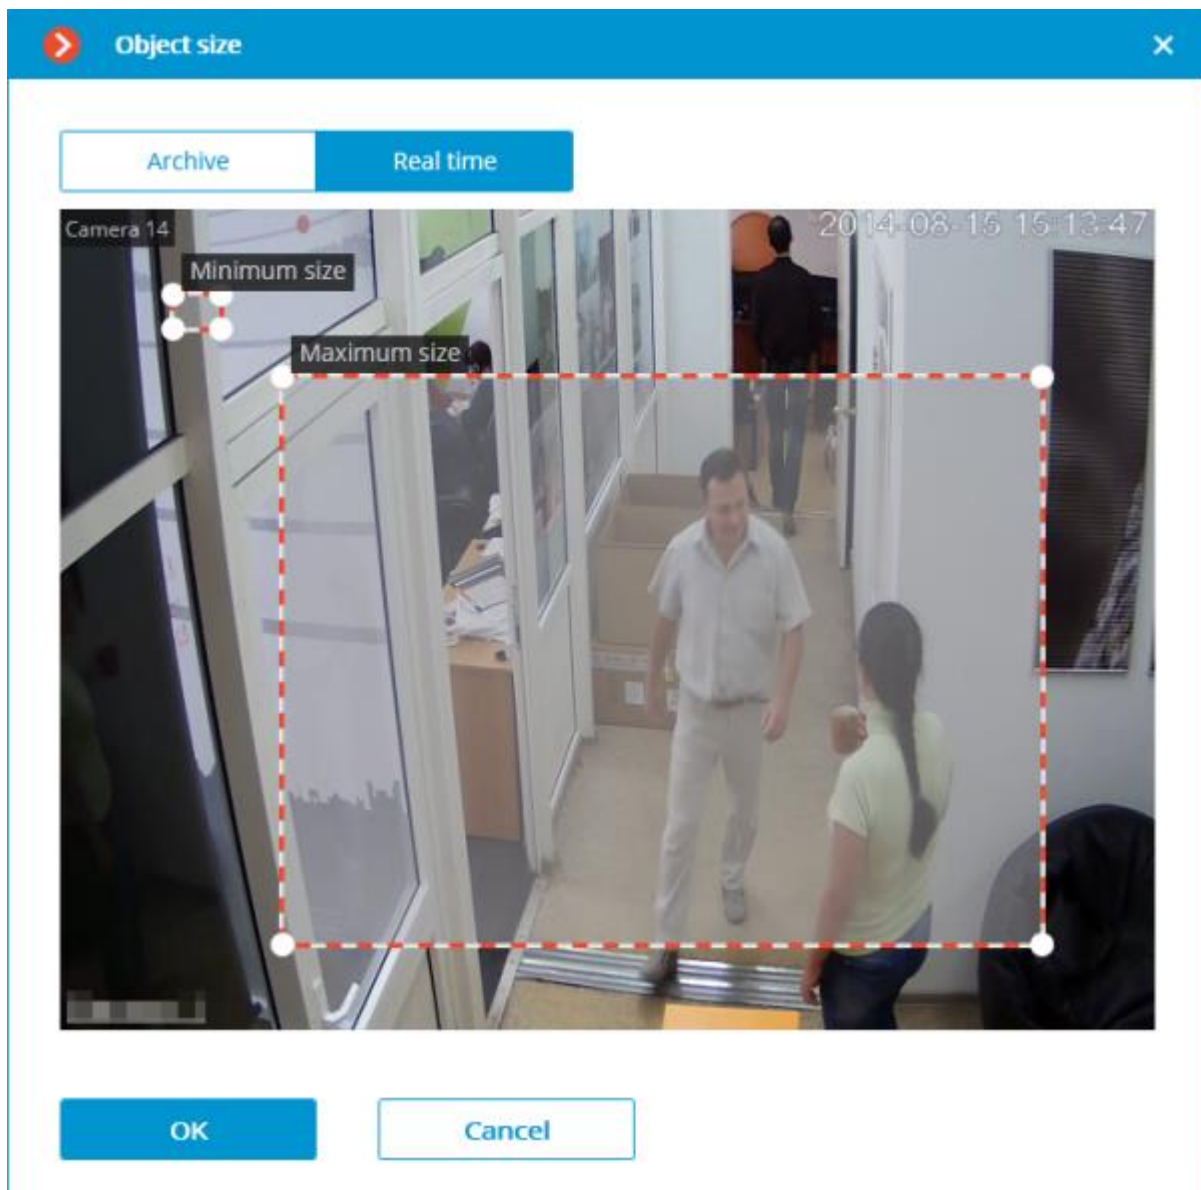 Object size
Archive
Real time
Camera 14
2014-08-15 15:13:47
Minimum size
Maximum size
OK
Cancel